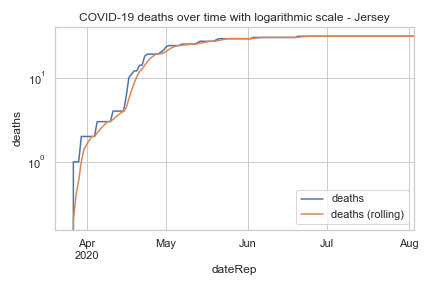 COVID-19 deaths over time with logarithmic scale - Jersey
deaths
10¹
10⁰
deaths
deaths (rolling)
Apr
2020
May
Jun
Jul
Aug
dateRep